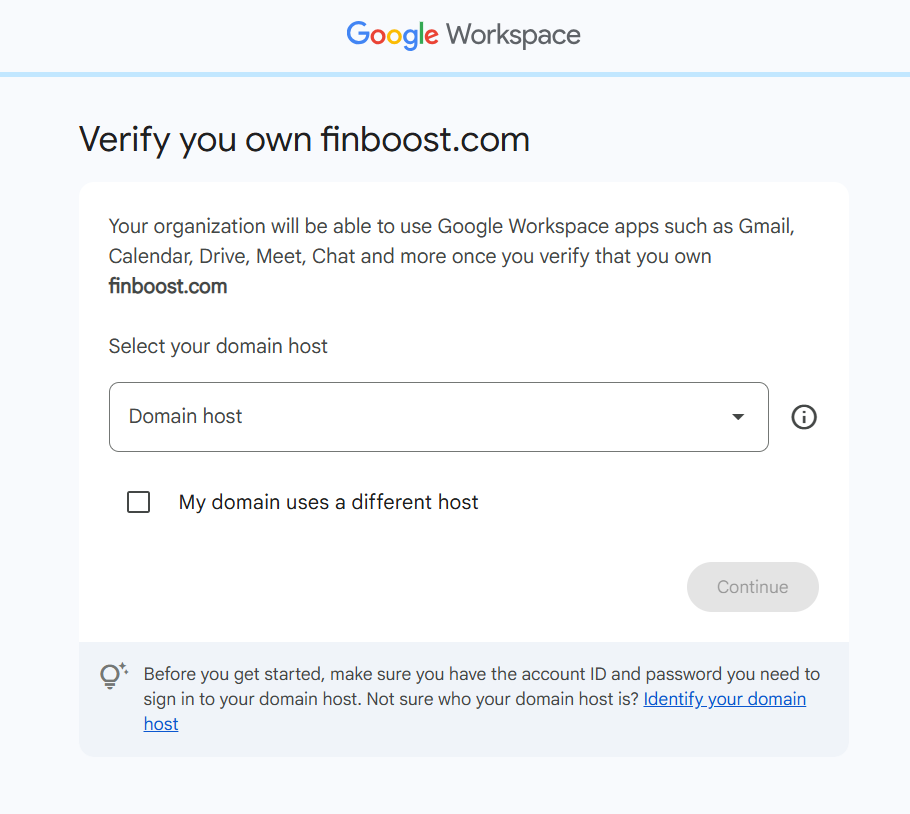 Google Workspace
Verify you own finboost.com
Your organization will be able to use Google Workspace apps such as Gmail,
Calendar, Drive, Meet, Chat and more once you verify that you own
finboost.com
Select your domain host
Domain host
My domain uses a different host
Continue
Before you get started, make sure you have the account ID and password you need to
sign in to your domain host. Not sure who your domain host is? Identify your domain
host